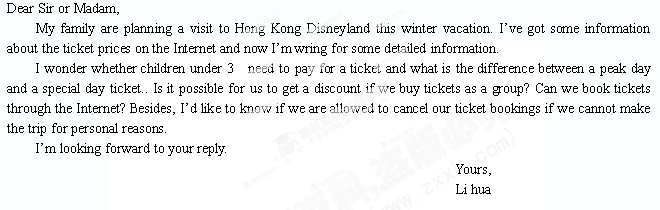 Dear Sir or Madam,
My family are planning a visit to Hong Kong Disneyland this winter vacation. I've got some information
about the ticket prices on the Internet and now I'm wring for some detailed information.
I wonder whether children under 3 need to pay for a ticket and what is the difference between a peak day
and a special day ticket.. Is it possible for us to get a discount if we buy tickets as a group? Can we book tickets
through the Internet? Besides, I'd like to know if we are allowed to cancel our ticket bookings if we cannot make
the trip for personal reasons.
I'm looking forward to your reply.
Yours,
Li hua